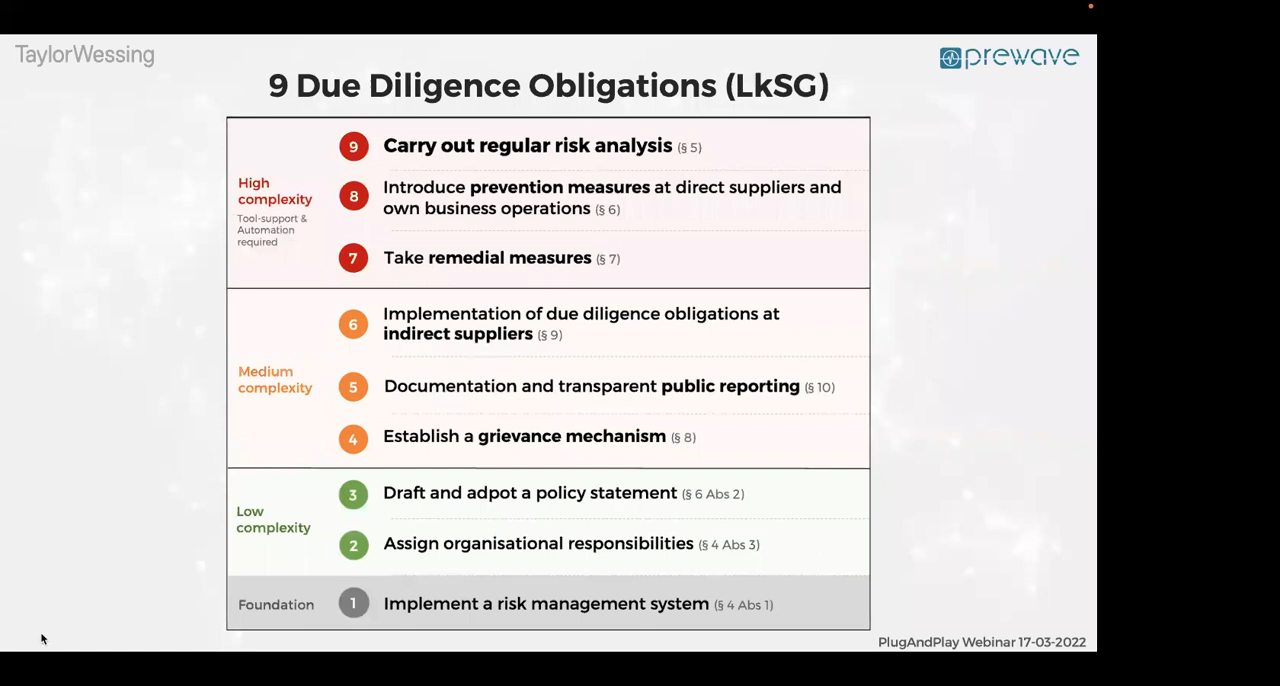 TaylorWessing
prewave
9 Due Diligence Obligations (LkSG)
High
complexity
Tool-support &
Automation
required
9 Carry out regular risk analysis (§ 5)
8 Introduce prevention measures at direct suppliers and
own business operations (§ 6)
7 Take remedial measures (§ 7)
Medium
complexity
6 Implementation of due diligence obligations at
indirect suppliers (§ 9)
5 Documentation and transparent public reporting (§ 10)
4 Establish a grievance mechanism (§ 8)
Low
complexity
3 Draft and adpot a policy statement (§ 6 Abs 2)
2 Assign organisational responsibilities (§ 4 Abs 3)
Foundation
1 Implement a risk management system (§ 4 Abs 1)
PlugAndPlay Webinar 17-03-2022